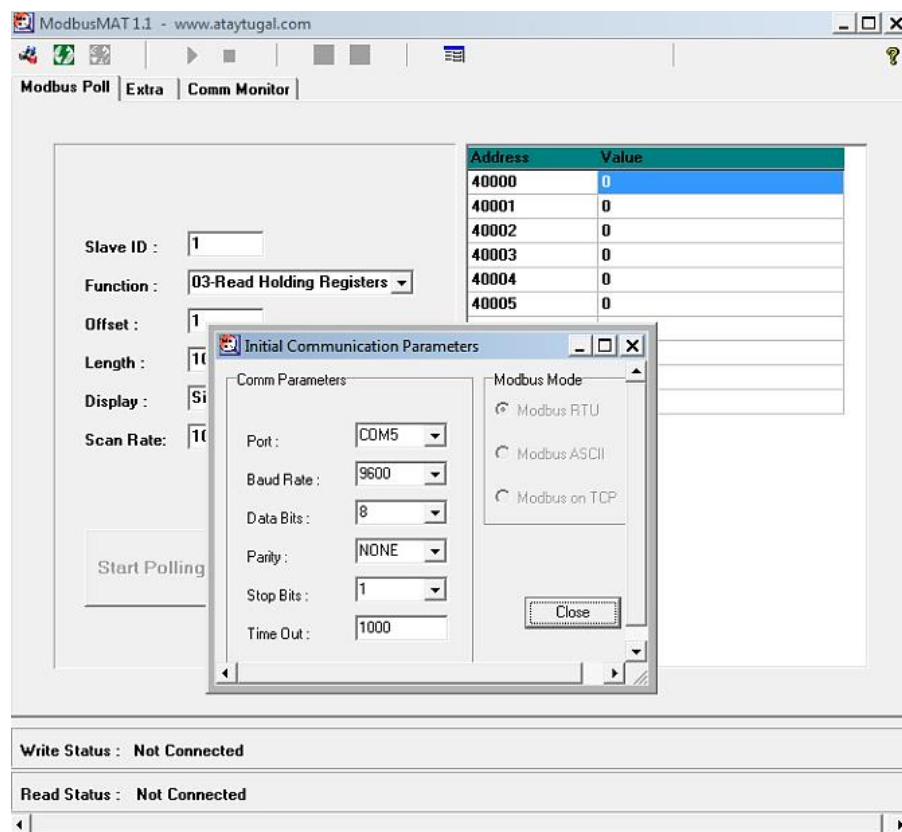 ModbusMAT 1.1 - www.ataytugal.com
Modbus Poll Extra Comm Monitor
Address Value
40000 0
40001 0
40002 0
40003 0
40004 0
40005 0
Slave ID : 1
Function : 03-Read Holding Registers
Offset : 1
Length :
Display :
Scan Rate:
Start Polling
Initial Communication Parameters
Comm Parameters
Port : COM5
Baud Rate : 9600
Data Bits : 8
Parity : NONE
Stop Bits : 1
Time Out : 1000
Modbus Mode
Modbus RTU
Modbus ASCII
Modbus on TCP
Close
Write Status : Not Connected
Read Status : Not Connected